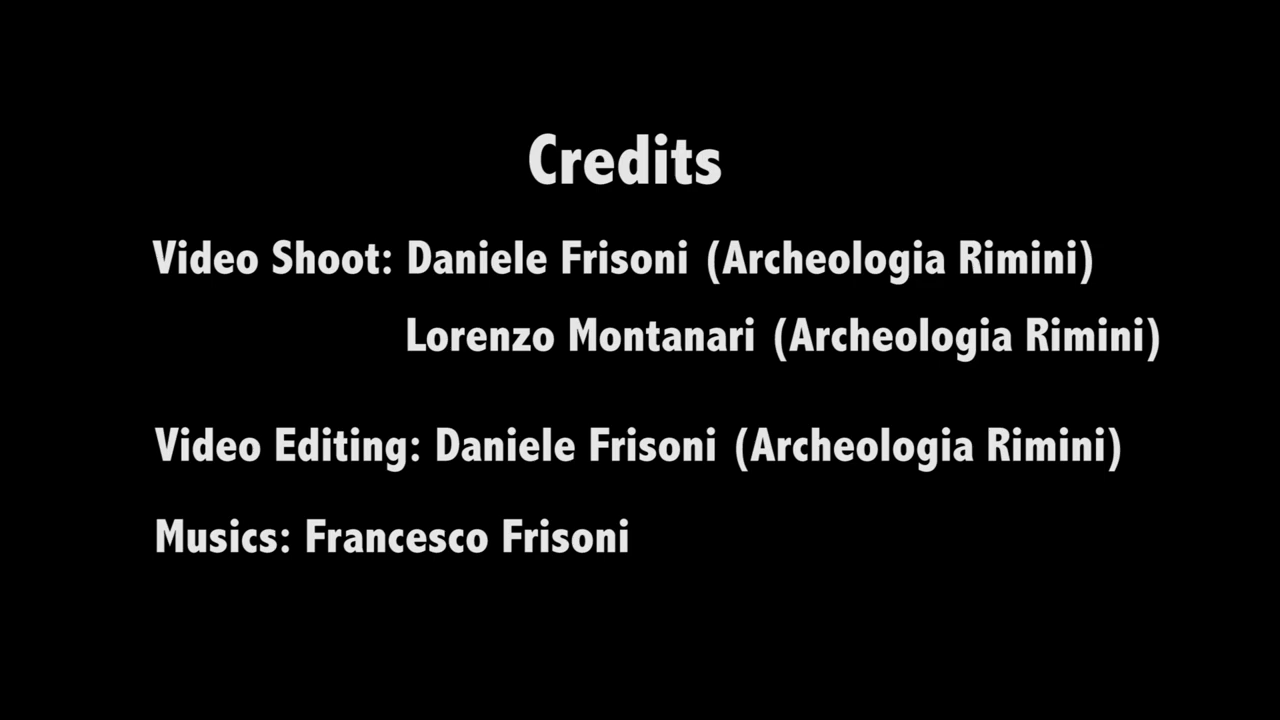 Credits
Video Shoot: Daniele Frisoni (Archeologia Rimini)
Lorenzo Montanari (Archeologia Rimini)
Video Editing: Daniele Frisoni (Archeologia Rimini)
Musics: Francesco Frisoni